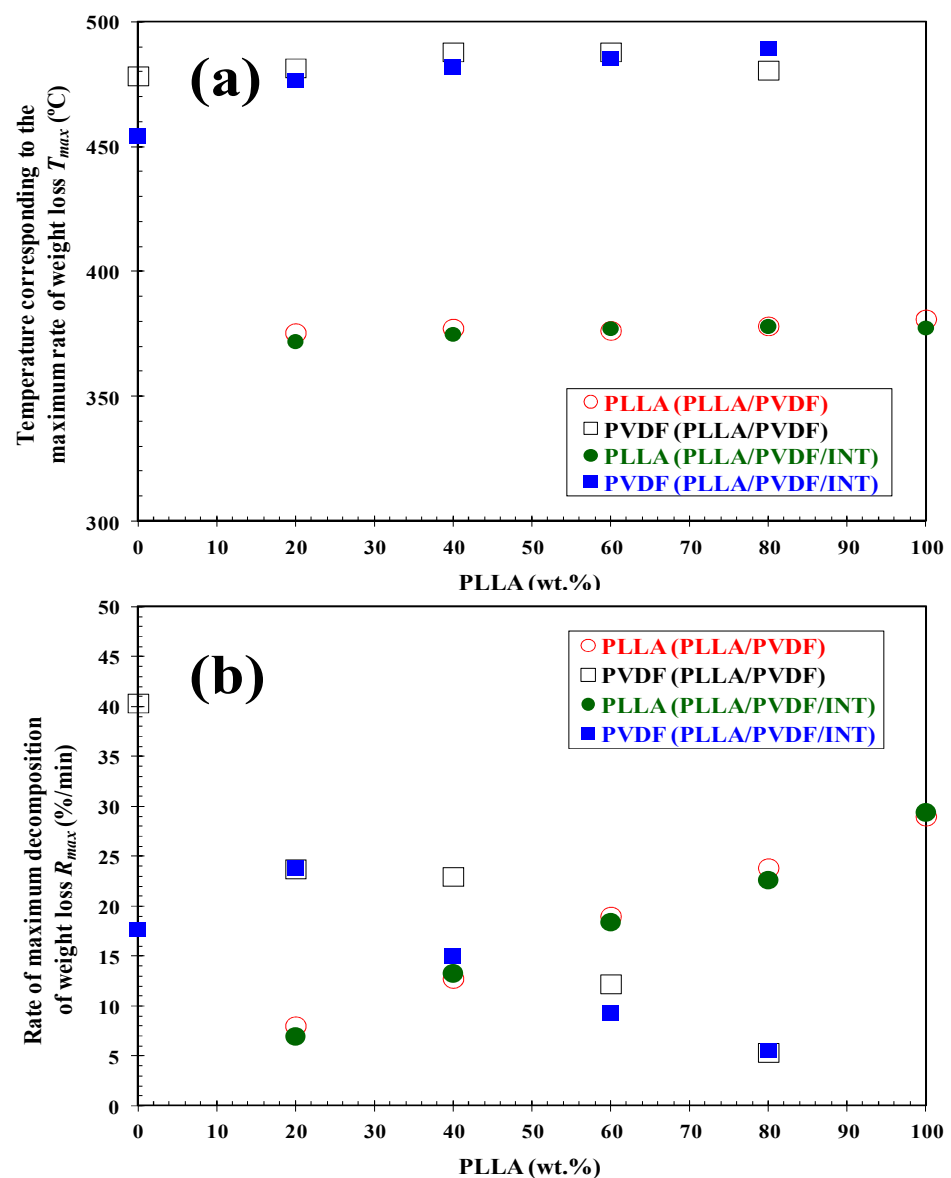 (a)
Temperature corresponding to the
maximum rate of weight loss Tmax (ºC)
500
450
400
350
300
PLLA (PLLA/PVDF)
PVDF (PLLA/PVDF)
PLLA (PLLA/PVDF/INT)
PVDF (PLLA/PVDF/INT)
0 10 20 30 40 50 60 70 80 90 100
PLLA (wt.%)
(b)
Rate of maximum decomposition
of weight loss Rmax (%/min)
50
45
40
35
30
25
20
15
10
5
0
PLLA (PLLA/PVDF)
PVDF (PLLA/PVDF)
PLLA (PLLA/PVDF/INT)
PVDF (PLLA/PVDF/INT)
0 10 20 30 40 50 60 70 80 90 100
PLLA (wt.%)